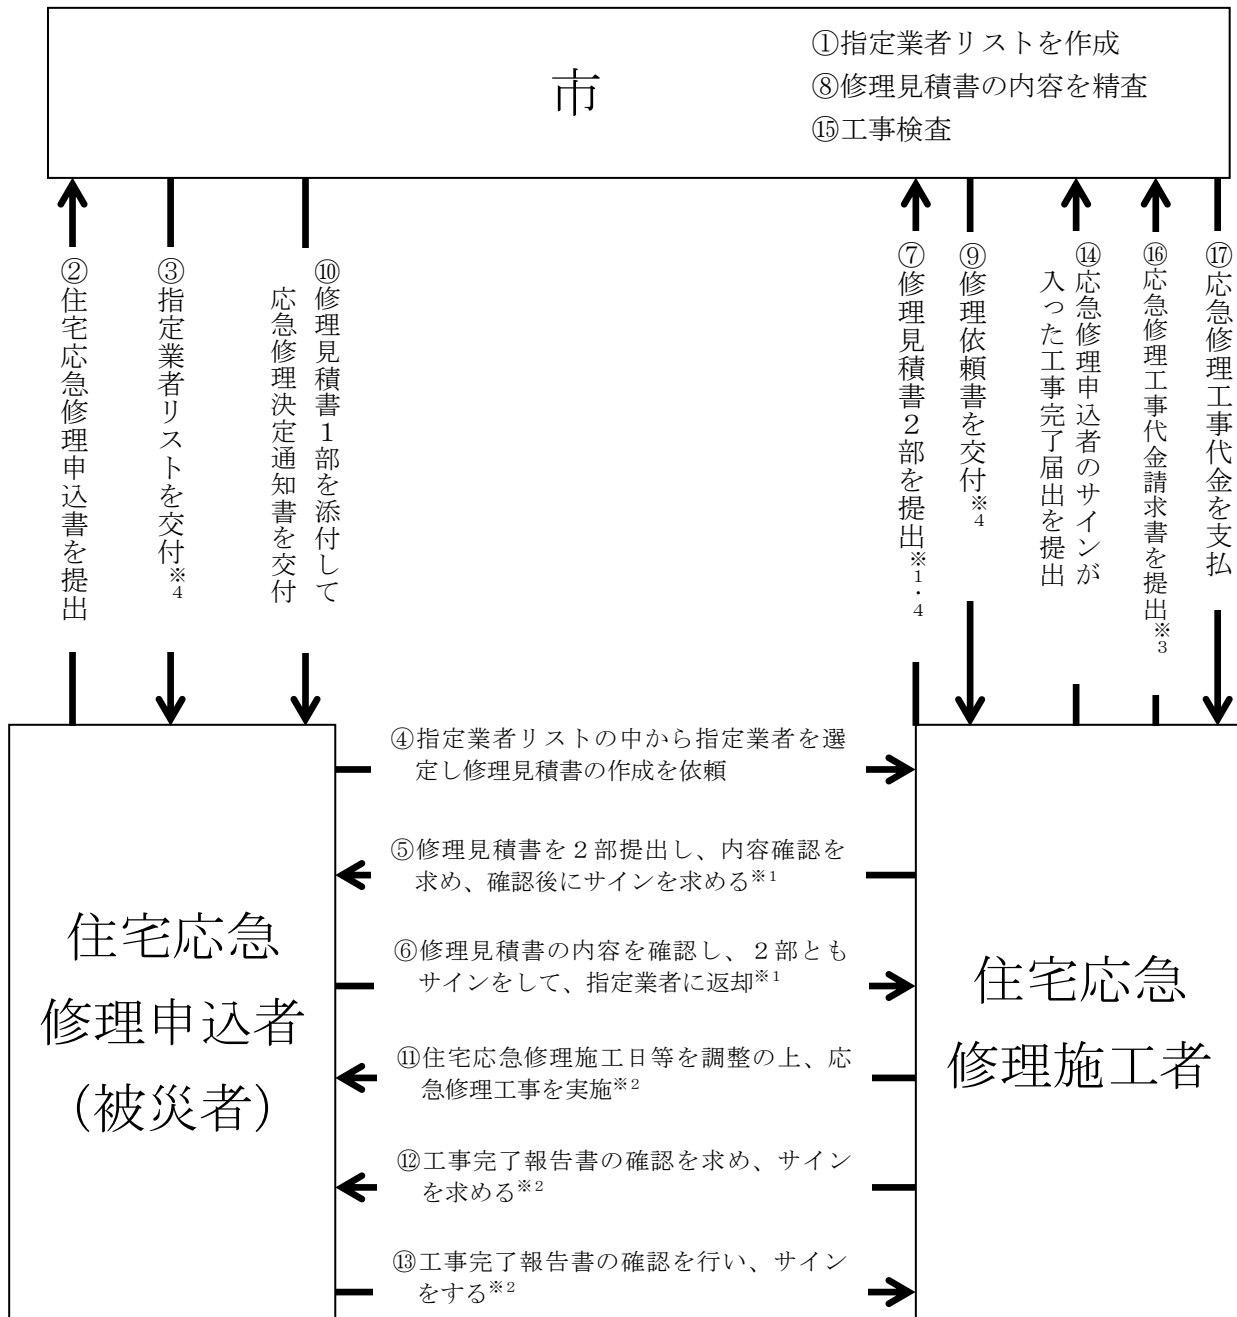 市
①指定業者リストを作成
⑧修理見積書の内容を精査
⑮工事検査
②住宅応急修理申込書を提出
③指定業者リストを交付※4
⑩修理見積書１部を添付して
応急修理決定通知書を交付
⑦修理見積書２部を提出※1・4
⑨修理依頼書を交付※4
⑭応急修理申込者のサインが
入った工事完了届出を提出
⑯応急修理工事代金請求書を提出※3
⑰応急修理工事代金を支払
④指定業者リストの中から指定業者を選
定し修理見積書の作成を依頼
⑤修理見積書を２部提出し、内容確認を
求め、確認後にサインを求める※1
⑥修理見積書の内容を確認し、２部とも
サインをして、指定業者に返却※1
⑪住宅応急修理施工日等を調整の上、応
急修理工事を実施※2
⑫工事完了報告書の確認を求め、サイン
を求める※2
⑬工事完了報告書の確認を行い、サイン
をする※2
住宅応急
修理申込者
（被災者）
住宅応急
修理施工者